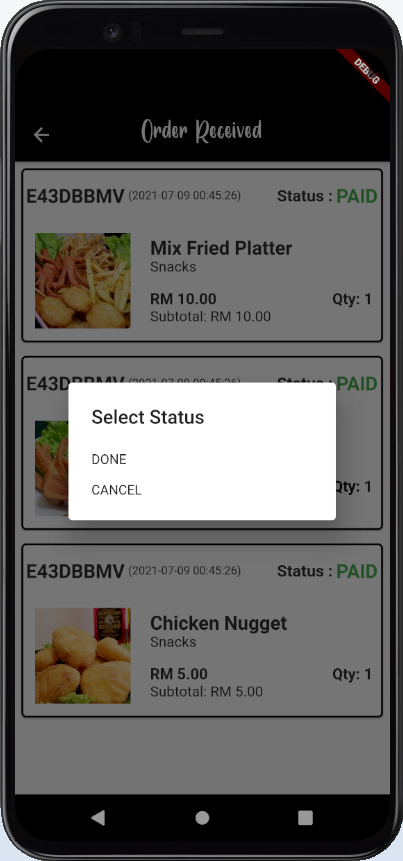 DEBUG
Order Received
E43DBBMV (2021-07-09 00:45:26) Status : PAID
Mix Fried Platter
Snacks
RM 10.00 Qty: 1
Subtotal: RM 10.00
E43DBBMV (2021-07-09 00:45:26) Status : PAID
Select Status
DONE
Qty: 1
CANCEL
E43DBBMV (2021-07-09 00:45:26) Status : PAID
Chicken Nugget
Snacks
RM 5.00 Qty: 1
Subtotal: RM 5.00